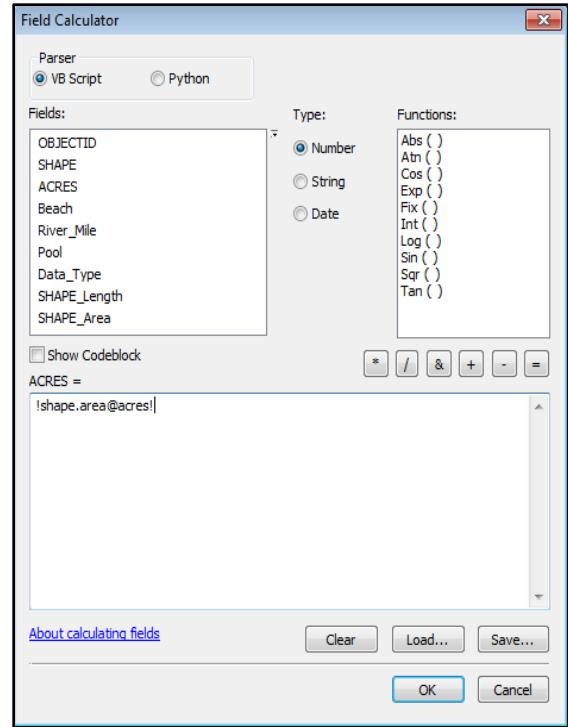 Field Calculator
Parser
VB Script Python
Fields:
OBJECTID
SHAPE
ACRES
Beach
River_Mile
Pool
Data_Type
SHAPE_Length
SHAPE_Area
Type:
Number
String
Date
Functions:
Abs ( )
Atn ( )
Cos ( )
Exp ( )
Fix ( )
Int ( )
Log ( )
Sin ( )
Sqr ( )
Tan ( )
Show Codeblock
* / & + - =
ACRES =
!shape.area@acres!
About calculating fields
Clear Load... Save...
OK Cancel